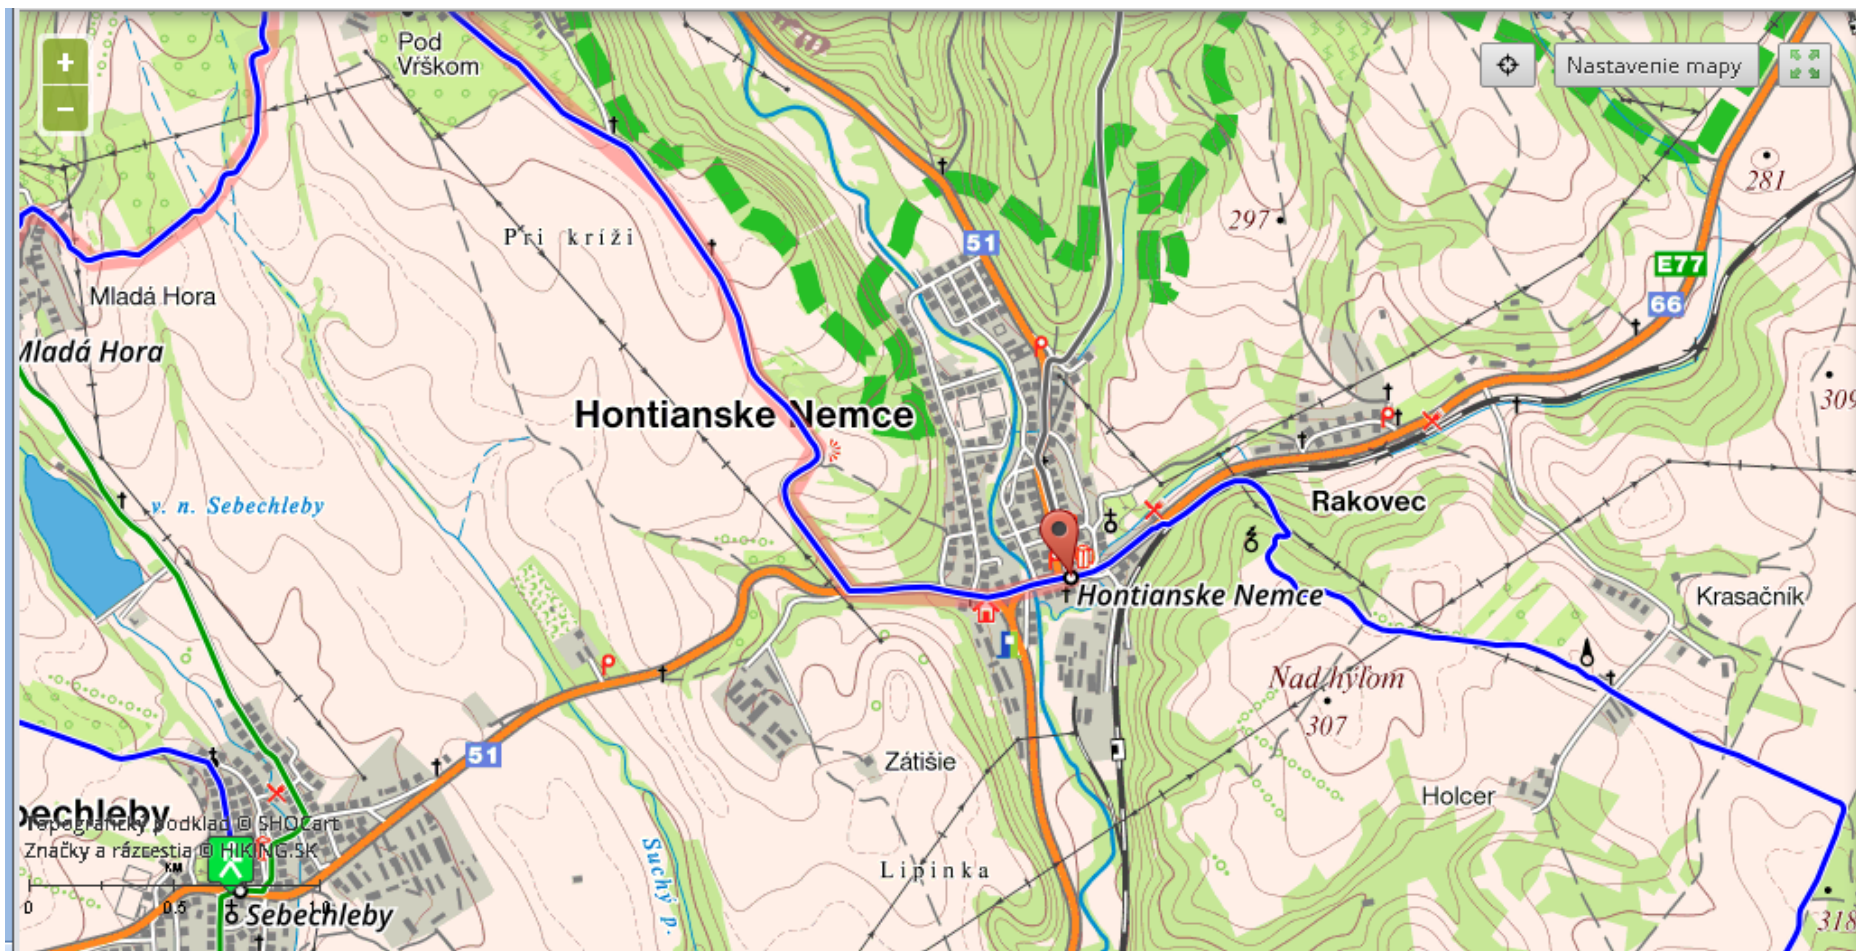 +
−
Pod
Vŕškom
Nastavenie mapy
281
297
51
Pri kríži
E77
66
Mladá Hora
Mladá Hora
309
Hontianske Nemce
v. n. Sebechleby
Rakovec
Hontianske Nemce
Krasačník
Nad hýľom
307
51
Zátišie
Holcer
bechleby
Topografický podklad © SHOCart
Značky a rázcestia © HIKING.SK
KM
0
0.5
1.0
Suchý p.
Lipinka
Sebechleby
318